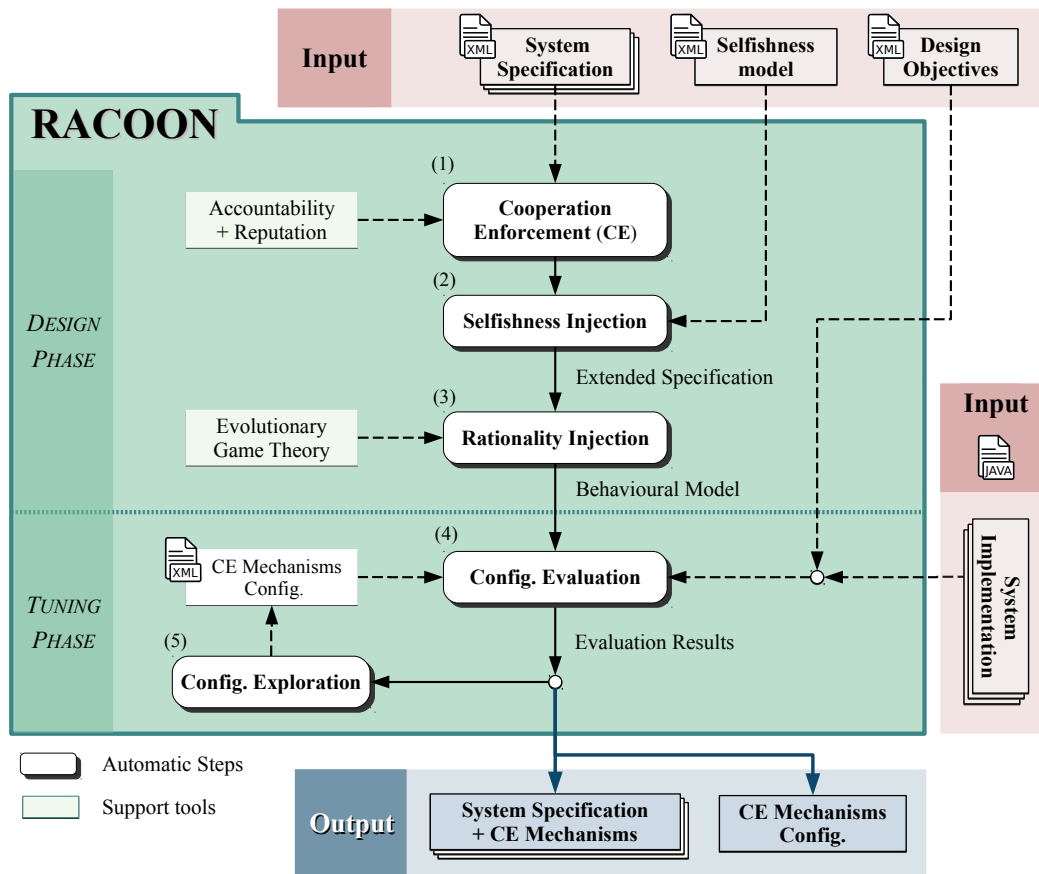 Input
XML
System
Specification
XML
Selfishness
model
XML
Design
Objectives
RACOON
(1)
Accountability
+ Reputation
Cooperation
Enforcement (CE)
(2)
Selfishness Injection
DESIGN
PHASE
Extended Specification
(3)
Evolutionary
Game Theory
Rationality Injection
Behavioural Model
Input
JAVA
System
Implementation
(4)
XML
CE Mechanisms
Config.
Config. Evaluation
TUNING
PHASE
Evaluation Results
(5)
Config. Exploration
Automatic Steps
Support tools
Output
System Specification
+ CE Mechanisms
CE Mechanisms
Config.